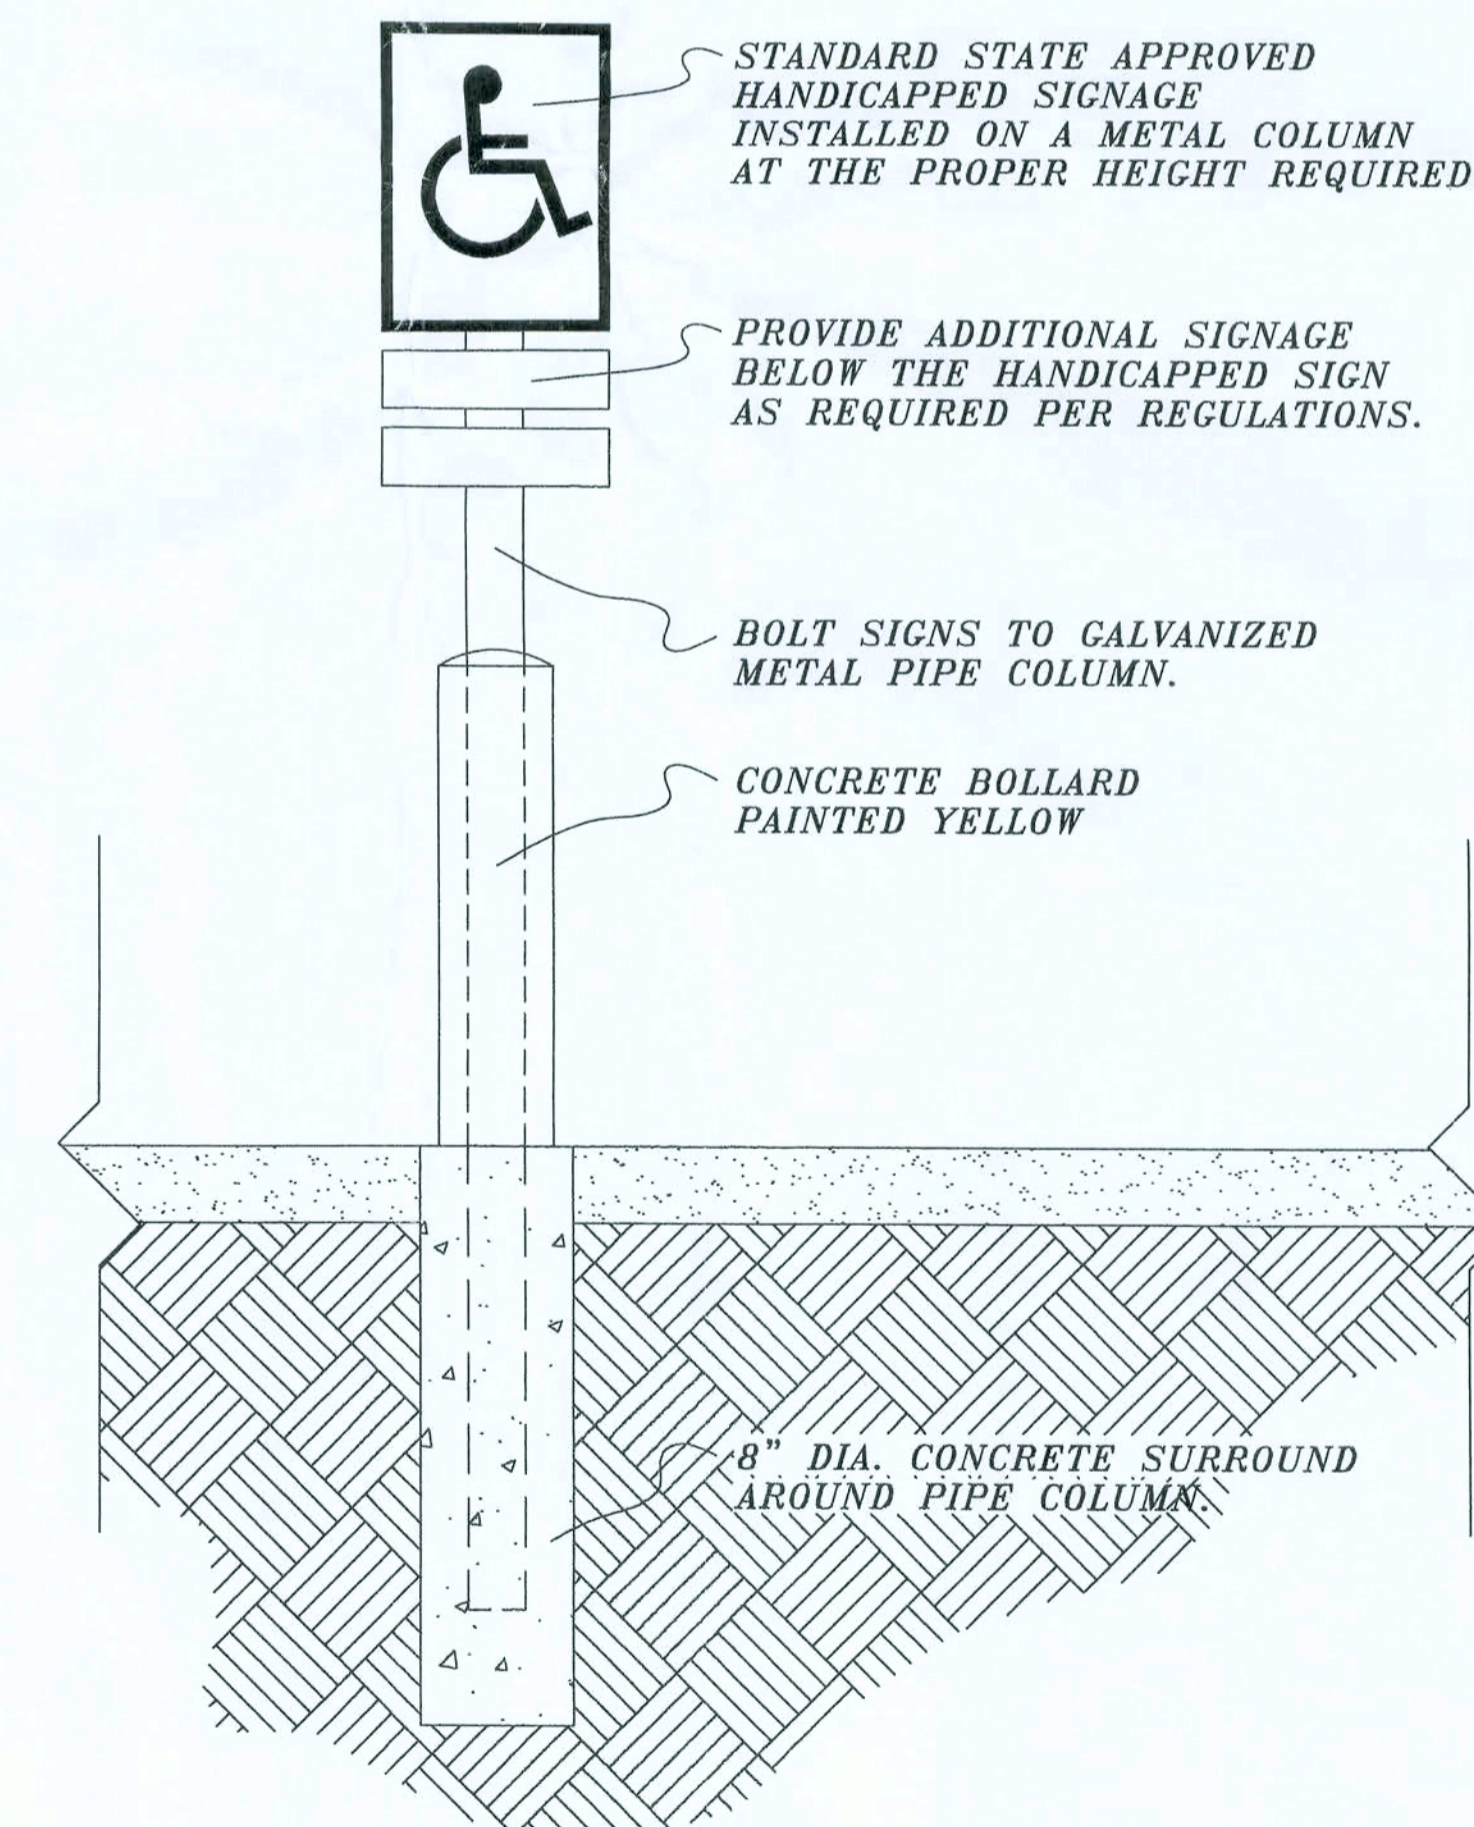 STANDARD STATE APPROVED
HANDICAPPED SIGNAGE
INSTALLED ON A METAL COLUMN
AT THE PROPER HEIGHT REQUIRED
PROVIDE ADDITIONAL SIGNAGE
BELOW THE HANDICAPPED SIGN
AS REQUIRED PER REGULATIONS.
BOLT SIGNS TO GALVANIZED
METAL PIPE COLUMN.
CONCRETE BOLLARD
PAINTED YELLOW
8" DIA. CONCRETE SURROUND
AROUND PIPE COLUMN.